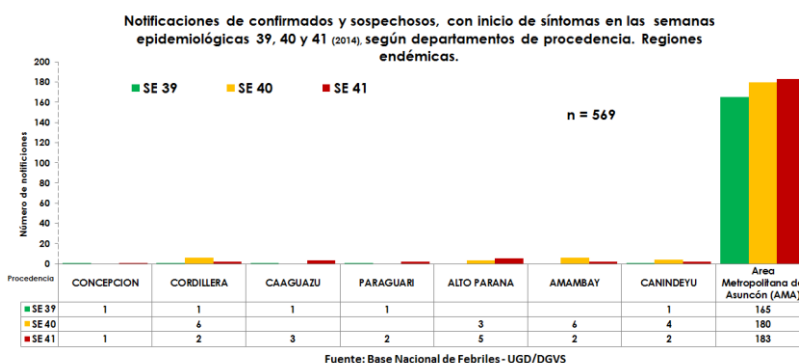 Notificaciones de confirmados y sospechosos, con inicio de síntomas en las semanas
epidemiológicas 39, 40 y 41 (2014), según departamentos de procedencia. Regiones
endémicas.
200
180
160
140
120
100
80
60
40
20
0
Número de notificiones
SE 39 SE 40 SE 41
n = 569
Procedencia CONCEPCION CORDILLERA CAAGUAZU PARAGUARI ALTO PARANA AMAMBAY CANINDEYU Area
Metropolitana de
Asuncón (AMA)
SE 39 1 1 1 1 1 165
SE 40 6 3 6 4 180
SE 41 1 2 3 2 5 2 2 183
Fuente: Base Nacional de Febriles - UGD/DGVS